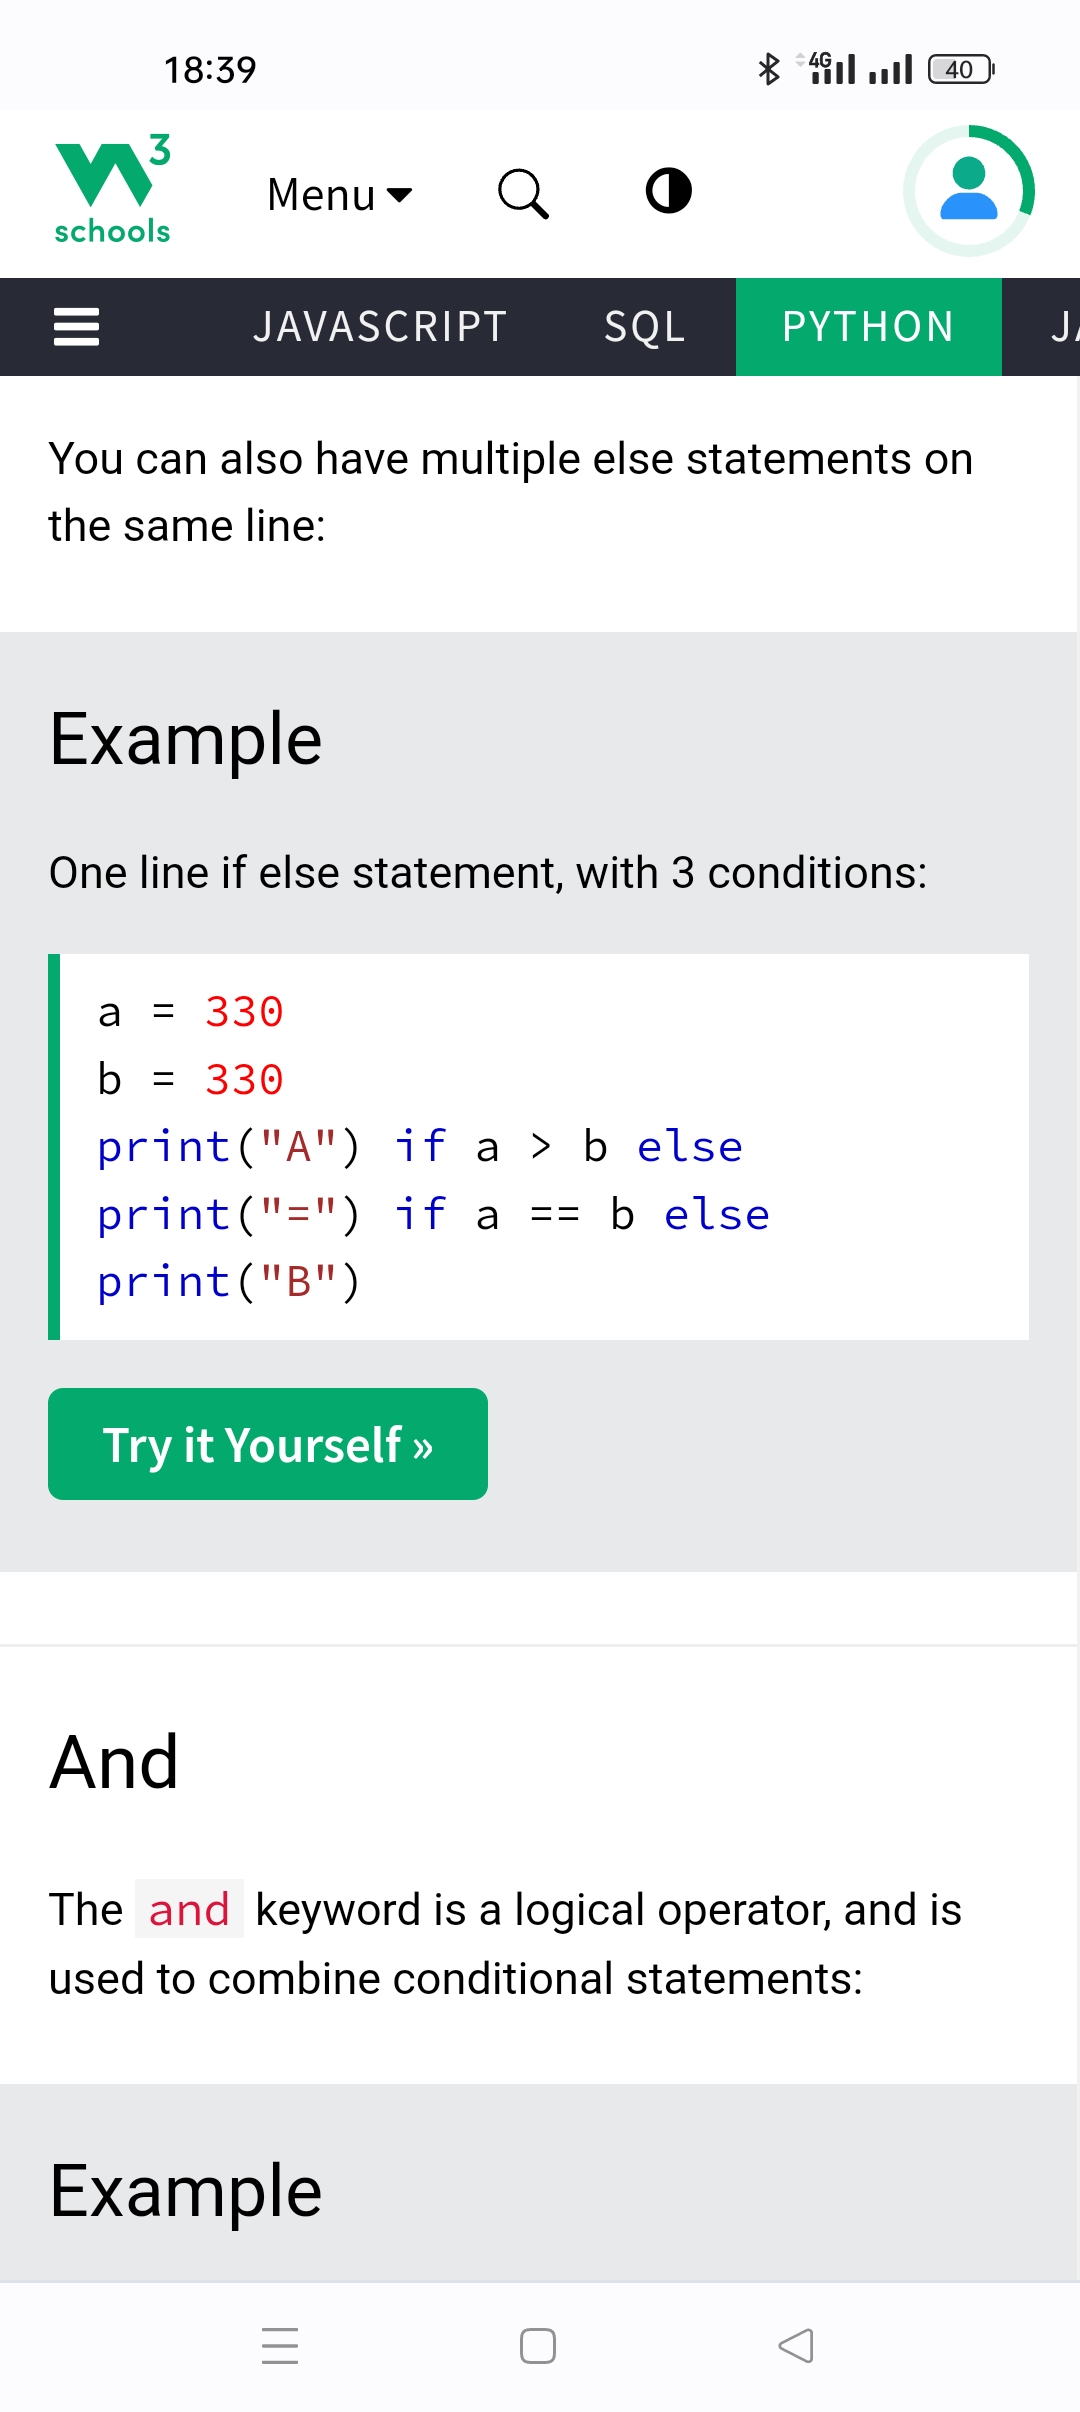 18:39
4G
40
3
schools
Menu
JAVASCRIPT SQL PYTHON JA
You can also have multiple else statements on
the same line:
Example
One line if else statement, with 3 conditions:
a = 330
b = 330
print("A") if a > b else
print("=") if a == b else
print("B")
Try it Yourself »
And
The and keyword is a logical operator, and is
used to combine conditional statements:
Example